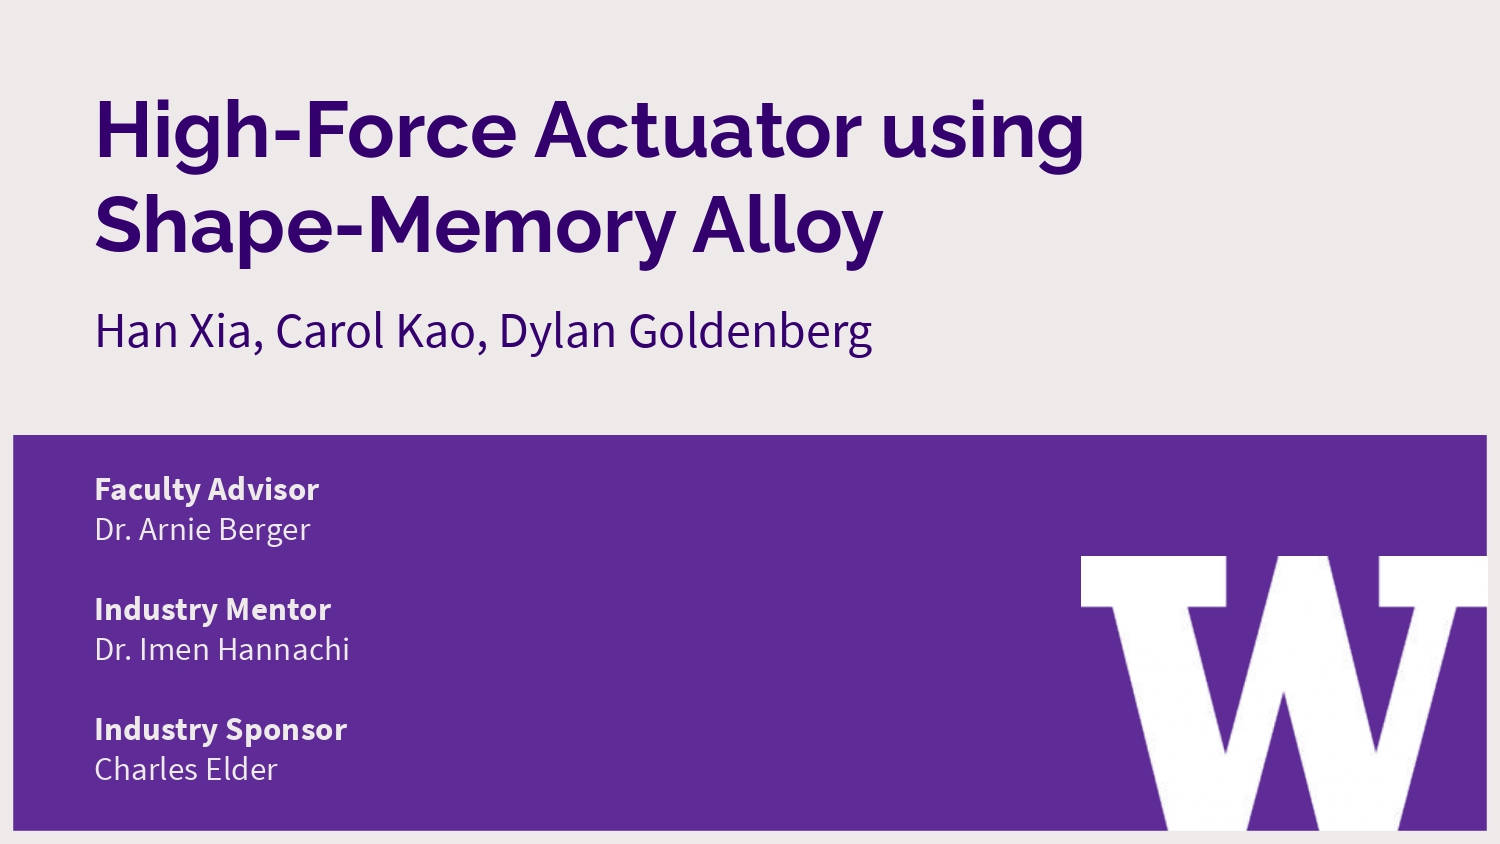 High-Force Actuator using
Shape-Memory Alloy
Han Xia, Carol Kao, Dylan Goldenberg
Faculty Advisor
Dr. Arnie Berger
Industry Mentor
Dr. Imen Hannachi
Industry Sponsor
Charles Elder
W